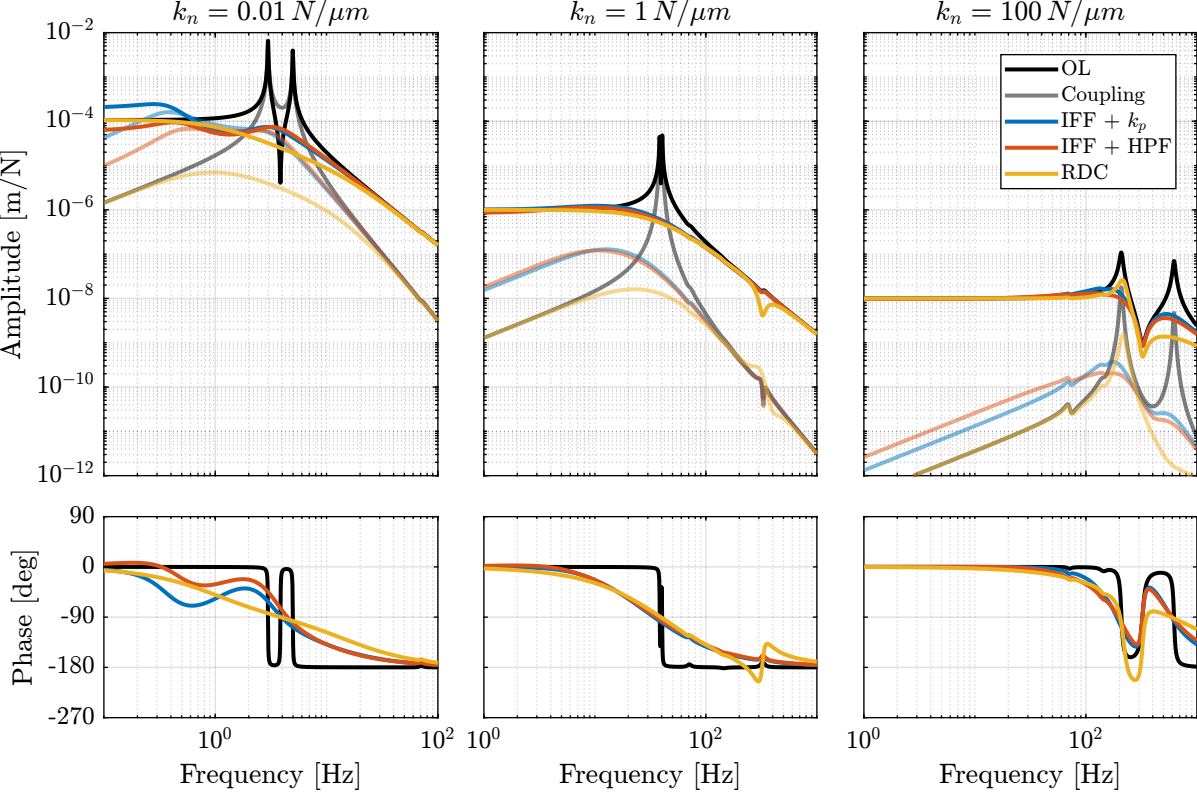 k_n = 0.01 N/μm
k_n = 1 N/μm
k_n = 100 N/μm
Amplitude [m/N]
10^−2
10^−4
10^−6
10^−8
10^−10
10^−12
OL
Coupling
IFF + k_p
IFF + HPF
RDC
Phase [deg]
90
0
-90
-180
-270
10^0 10^2
10^0 10^2
10^0 10^2
Frequency [Hz]
Frequency [Hz]
Frequency [Hz]